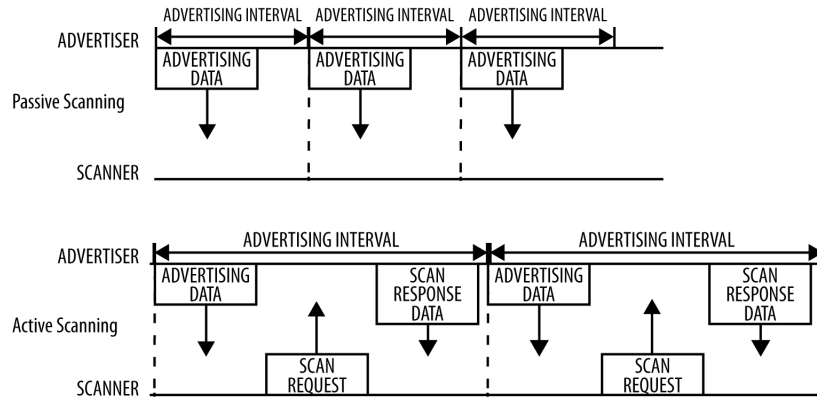 ADVERTISING INTERVAL ADVERTISING INTERVAL ADVERTISING INTERVAL
ADVERTISER
ADVERTISING DATA
ADVERTISING DATA
ADVERTISING DATA
Passive Scanning
SCANNER
ADVERTISING INTERVAL ADVERTISING INTERVAL
ADVERTISER
ADVERTISING DATA
SCAN RESPONSE DATA
ADVERTISING DATA
SCAN RESPONSE DATA
Active Scanning
SCAN REQUEST
SCAN REQUEST
SCANNER